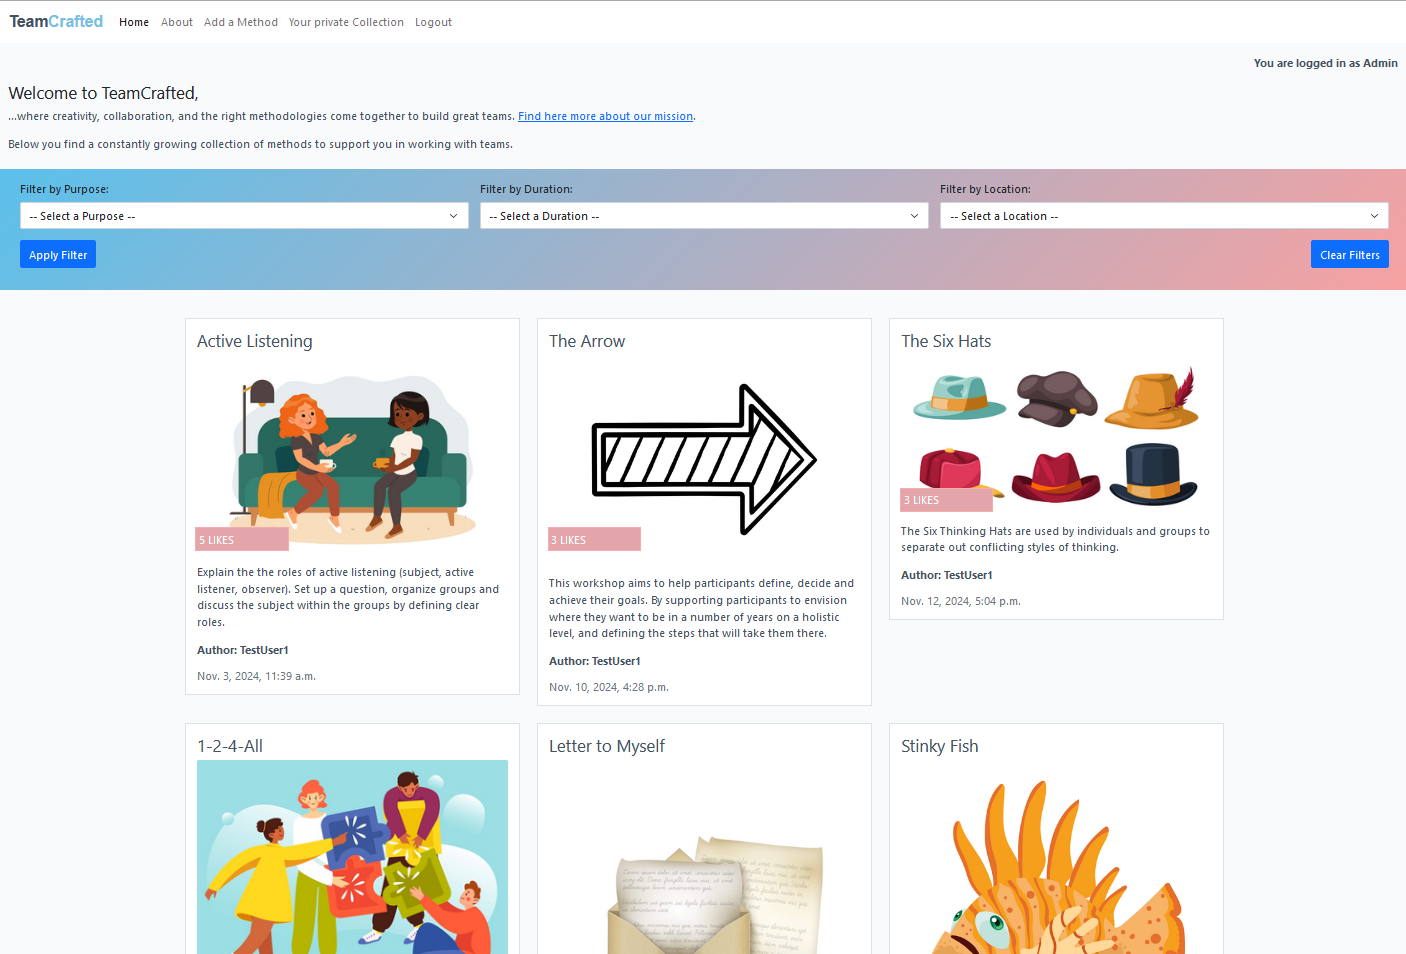 TeamCrafted Home About Add a Method Your private Collection Logout
You are logged in as Admin
Welcome to TeamCrafted,
...where creativity, collaboration, and the right methodologies come together to build great teams. Find here more about our mission.
Below you find a constantly growing collection of methods to support you in working with teams.
Filter by Purpose:
-- Select a Purpose --
Filter by Duration:
-- Select a Duration --
Filter by Location:
-- Select a Location --
Apply Filter
Clear Filters
Active Listening
5 LIKES
Explain the the roles of active listening (subject, active
listener, observer). Set up a question, organize groups and
discuss the subject within the groups by defining clear
roles.
Author: TestUser1
Nov. 3, 2024, 11:39 a.m.
The Arrow
3 LIKES
This workshop aims to help participants define, decide and
achieve their goals. By supporting participants to envision
where they want to be in a number of years on a holistic
level, and defining the steps that will take them there.
Author: TestUser1
Nov. 10, 2024, 4:28 p.m.
The Six Hats
3 LIKES
The Six Thinking Hats are used by individuals and groups to
separate out conflicting styles of thinking.
Author: TestUser1
Nov. 12, 2024, 5:04 p.m.
1-2-4-All
Letter to Myself
Stinky Fish